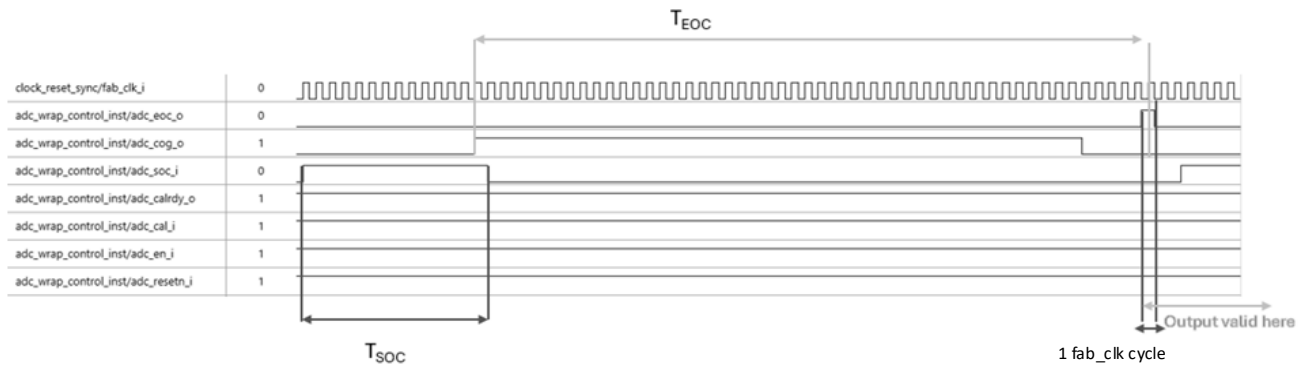 TEOC
clock_reset_sync/fab_clk_i 0
adc_wrap_control_inst/adc_eoc_o 0
adc_wrap_control_inst/adc_cog_o 1
adc_wrap_control_inst/adc_soc_i 0
adc_wrap_control_inst/adc_calrdy_o 1
adc_wrap_control_inst/adc_cal_i 1
adc_wrap_control_inst/adc_en_i 1
adc_wrap_control_inst/adc_resetn_i 1
Output valid here
TSOC
1 fab_clk cycle